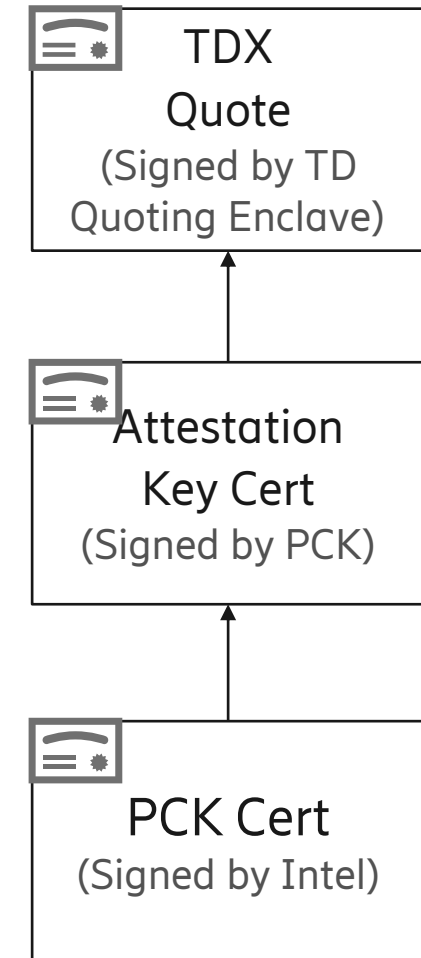 TDX
Quote
(Signed by TD
Quoting Enclave)
Attestation
Key Cert
(Signed by PCK)
PCK Cert
(Signed by Intel)